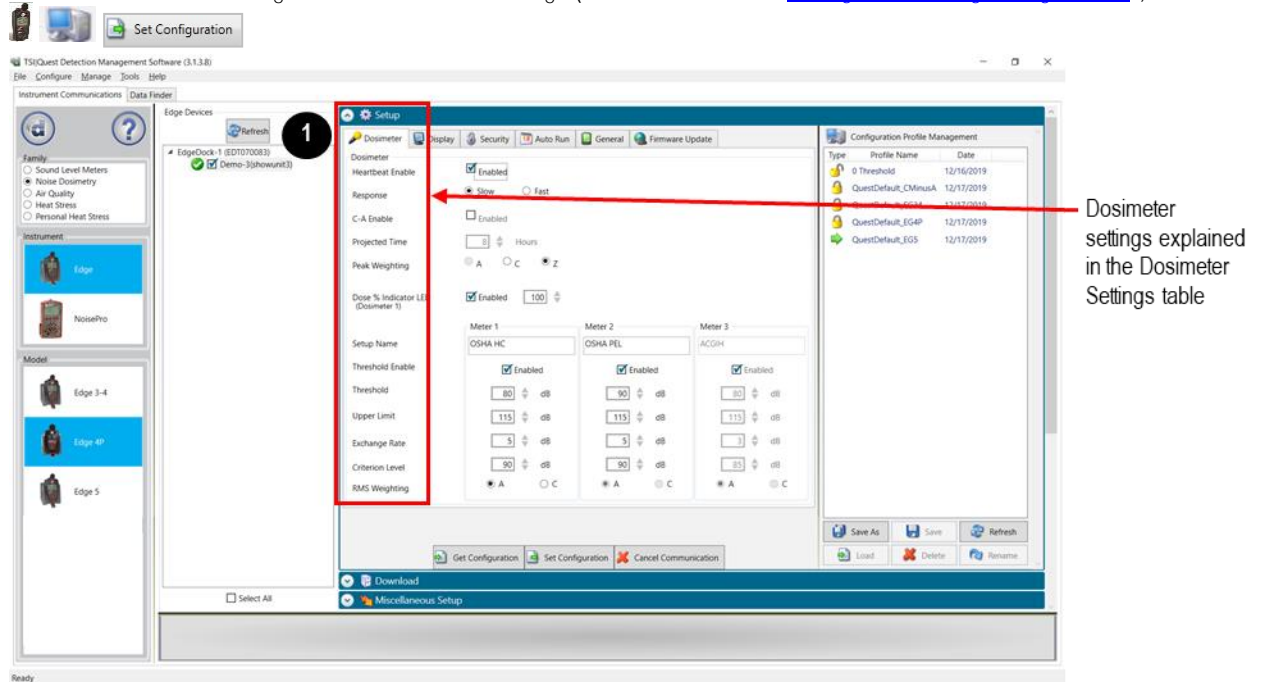 Set Configuration
TSI|Quest Detection Management Software (3.1.3.8)
File Configure Manage Tools Help
Instrument Communications Data Finder
Family
Sound Level Meters
Noise Dosimetry
Air Quality
Heat Stress
Personal Heat Stress
Instrument
Edge
NoisePro
Model
Edge 3-4
Edge 4P
Edge 5
Edge Devices
Refresh
EdgeDock-1 (EDT070083)
Demo-3(showunit3)
Select All
1
Setup
Dosimeter Display Security Auto Run General Firmware Update
Dosimeter
Heartbeat Enable Enabled
Response Slow Fast
C-A Enable Enabled
Projected Time 8 Hours
Peak Weighting A C Z
Dose % Indicator LE Enabled 100
(Dosimeter 1)
Meter 1 Meter 2 Meter 3
Setup Name OSHA HC OSHA PEL ACGIH
Threshold Enable Enabled Enabled Enabled
Threshold 80 dB 90 dB 80 dB
Upper Limit 115 dB 115 dB 115 dB
Exchange Rate 5 dB 5 dB 3 dB
Criterion Level 90 dB 90 dB 85 dB
RMS Weighting A C A C A C
Get Configuration Set Configuration Cancel Communication
Download
Miscellaneous Setup
Configuration Profile Management
Type Profile Name Date
0 Threshold 12/16/2019
QuestDefault_CMinusA 12/17/2019
12/17/2019
QuestDefault_EG4P 12/17/2019
QuestDefault_EG5 12/17/2019
Save As Save Refresh
Load Delete Rename
Ready
Dosimeter
settings explained
in the Dosimeter
Settings table